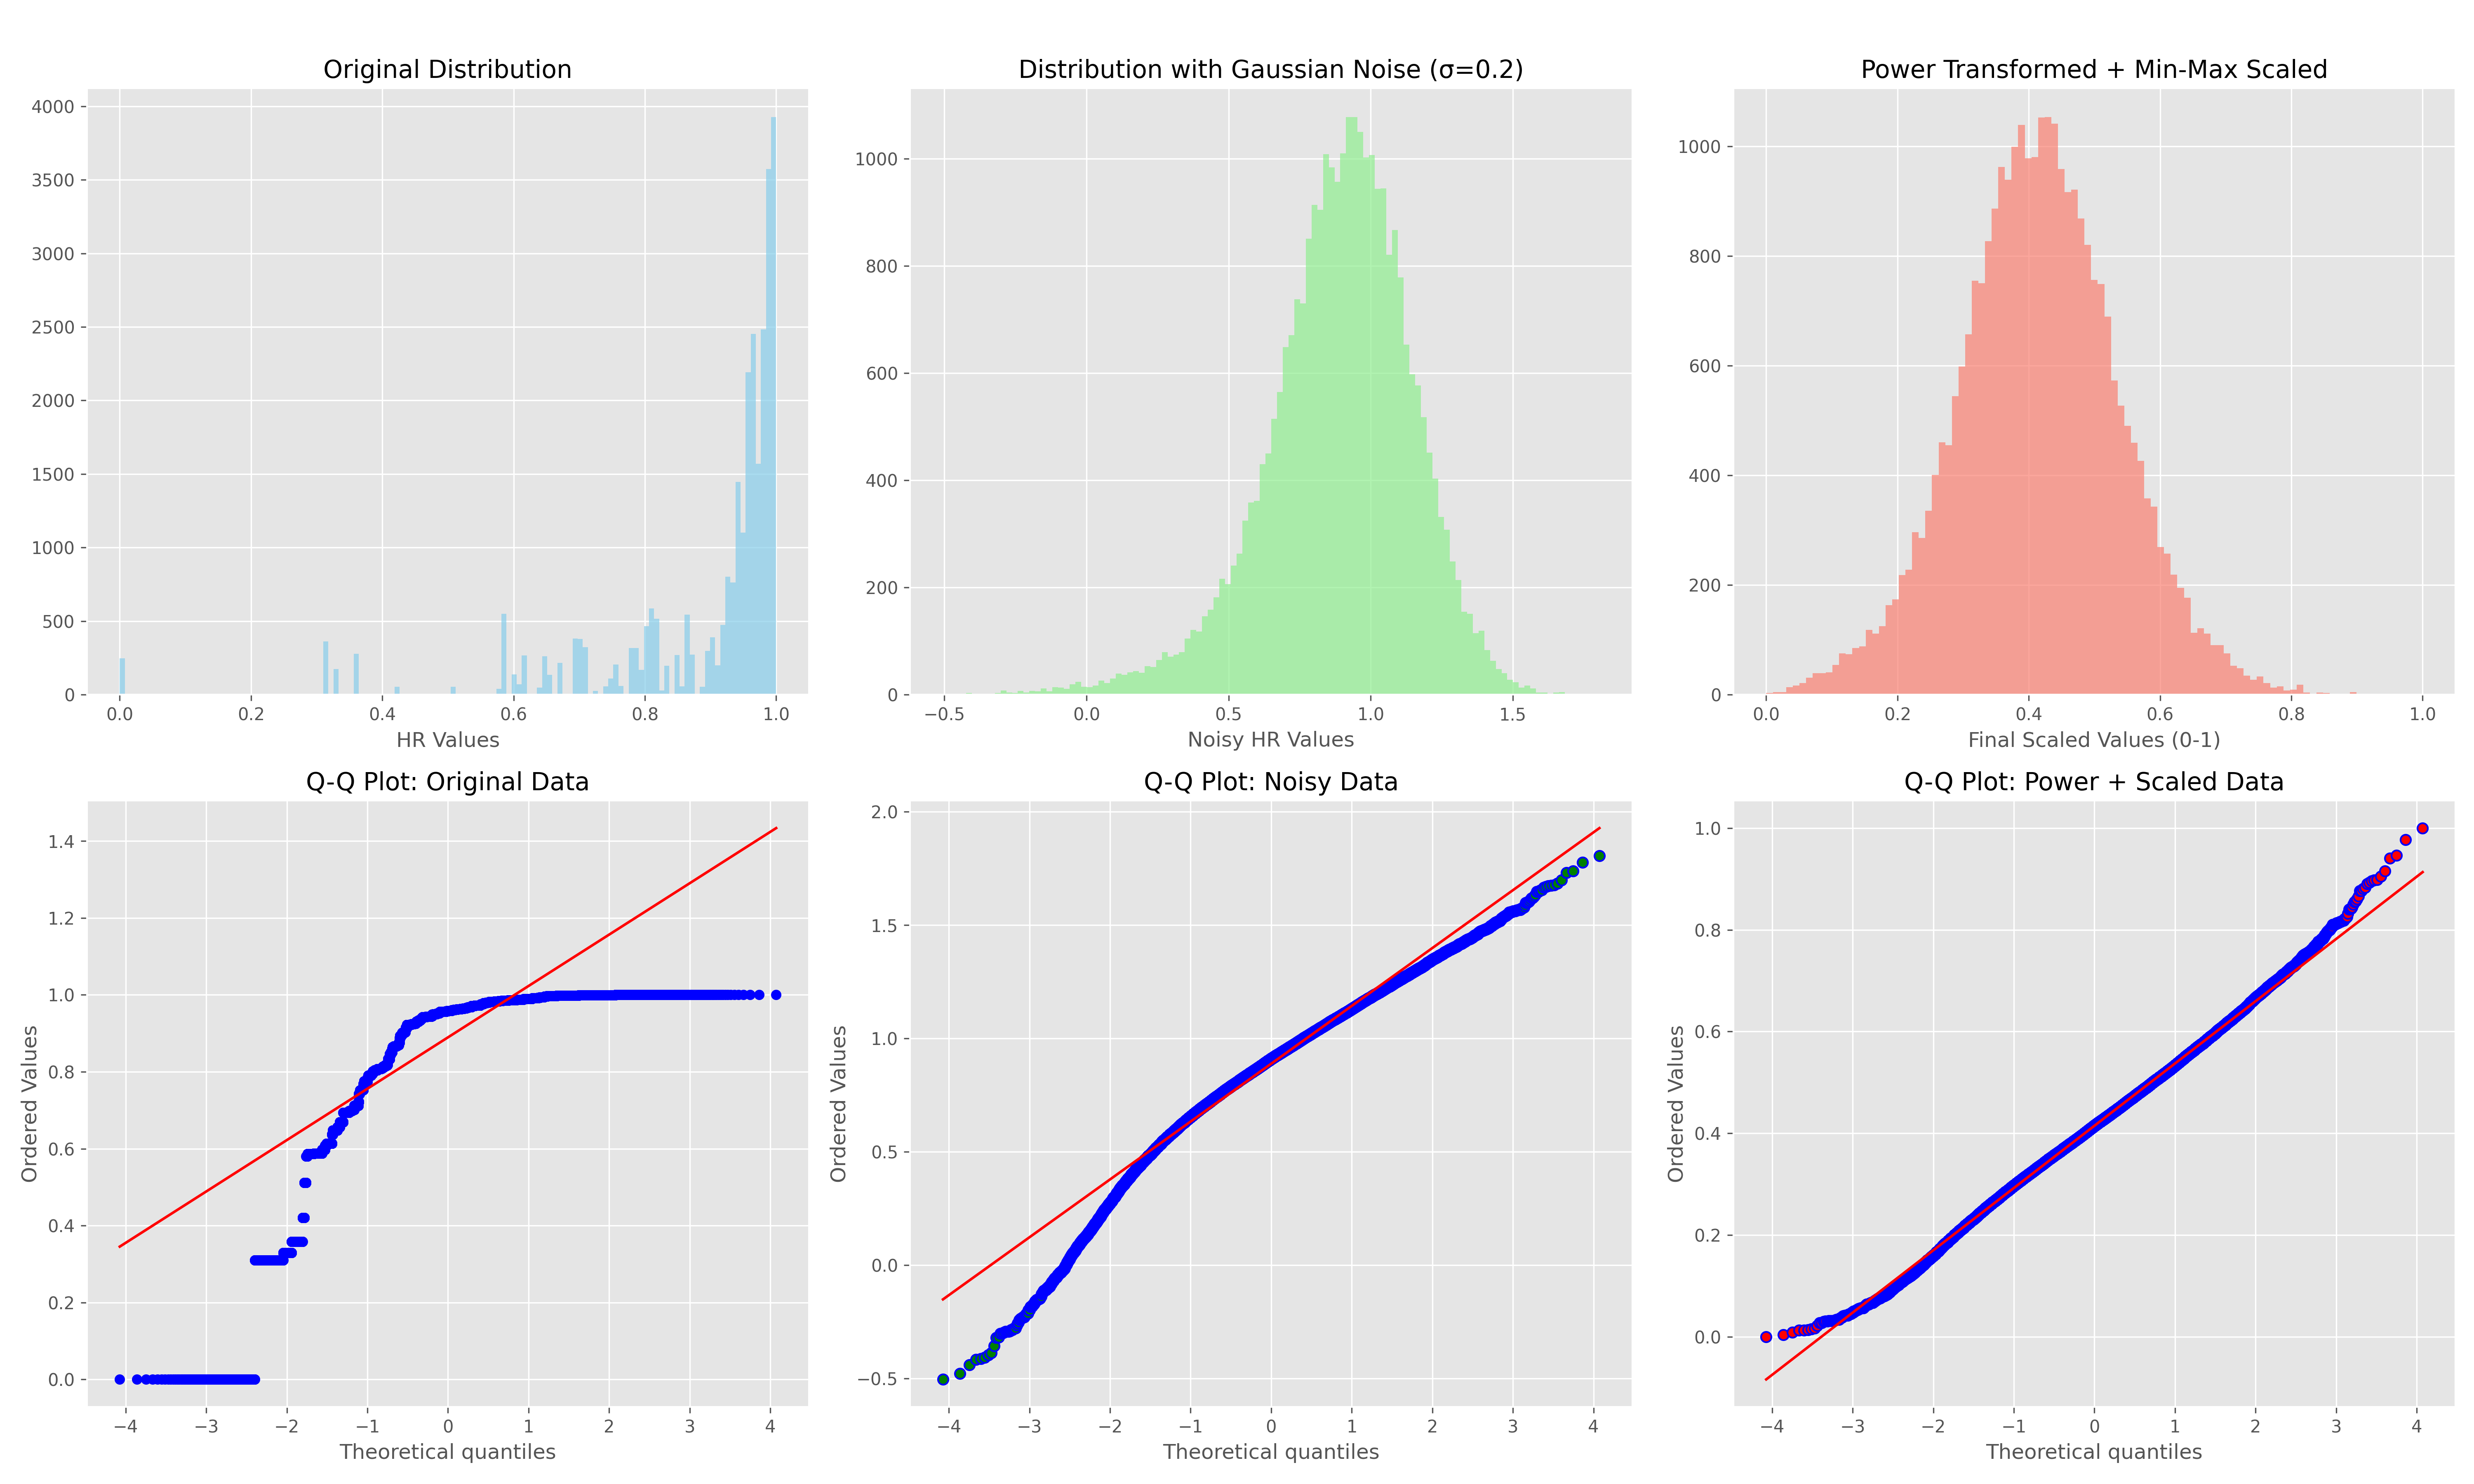 Original Distribution
4000
3500
3000
2500
2000
1500
1000
500
0
0.0 0.2 0.4 0.6 0.8 1.0
HR Values
Distribution with Gaussian Noise (σ=0.2)
1000
800
600
400
200
0
−0.5 0.0 0.5 1.0 1.5
Noisy HR Values
Power Transformed + Min-Max Scaled
1000
800
600
400
200
0
0.0 0.2 0.4 0.6 0.8 1.0
Final Scaled Values (0-1)
Q-Q Plot: Original Data
Ordered Values
1.4
1.2
1.0
0.8
0.6
0.4
0.2
0.0
−4 −3 −2 −1 0 1 2 3 4
Theoretical quantiles
Q-Q Plot: Noisy Data
Ordered Values
2.0
1.5
1.0
0.5
0.0
−0.5
−4 −3 −2 −1 0 1 2 3 4
Theoretical quantiles
Q-Q Plot: Power + Scaled Data
Ordered Values
1.0
0.8
0.6
0.4
0.2
0.0
−4 −3 −2 −1 0 1 2 3 4
Theoretical quantiles